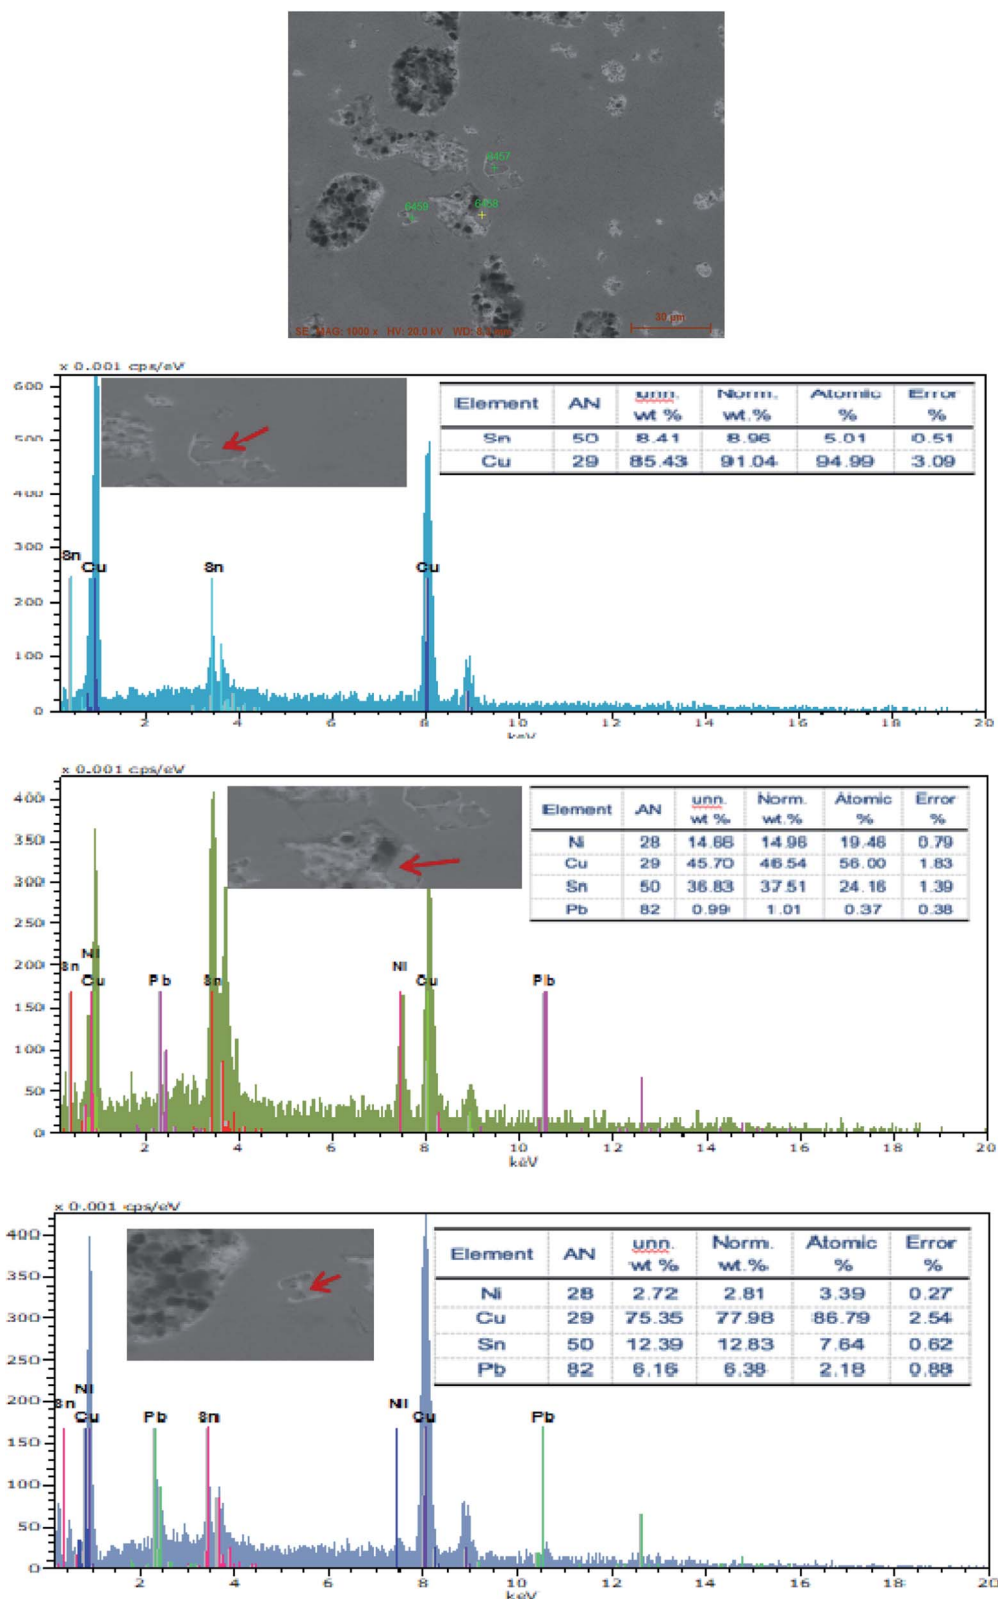 6457
6459
6458
SE MAG: 1000 x HV: 20.0 kV WD: 8.
30 µm
x 0.001 cps/eV
Element AN unn. wt % Norm. wt.% Atomic % Error %
Sn 50 8.41 8.96 5.01 0.51
Cu 29 85.43 91.04 94.99 3.09
600
500
400
300
200
100
0
Sn
Cu
Sn
Cu
2 4 6 8 10 12 14 16 18 20
keV
x 0.001 cps/eV
Element AN unn. wt % Norm. wt.% Atomic % Error %
Ni 28 14.66 14.96 19.46 0.79
Cu 29 45.70 46.54 56.00 1.83
Sn 50 36.83 37.51 24.16 1.39
Pb 82 0.99 1.01 0.37 0.38
400
350
300
250
200
150
100
50
0
Ni
Sn Cu Pb Sn Ni Cu Pb
2 4 6 8 10 12 14 16 18 20
keV
x 0.001 cps/eV
Element AN unn. wt % Norm. wt.% Atomic % Error %
Ni 28 2.72 2.81 3.39 0.27
Cu 29 75.35 77.98 86.79 2.54
Sn 50 12.39 12.83 7.64 0.62
Pb 82 6.16 6.38 2.18 0.88
400
350
300
250
200
150
100
50
0
Ni
Sn Cu Pb Sn Ni Cu Pb
2 4 6 8 10 12 14 16 18 20
keV